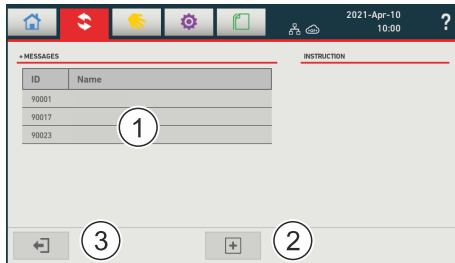 2021-Apr-10
10:00
?
MESSAGES
INSTRUCTION
ID Name
90001
90017
90023
1
3
2